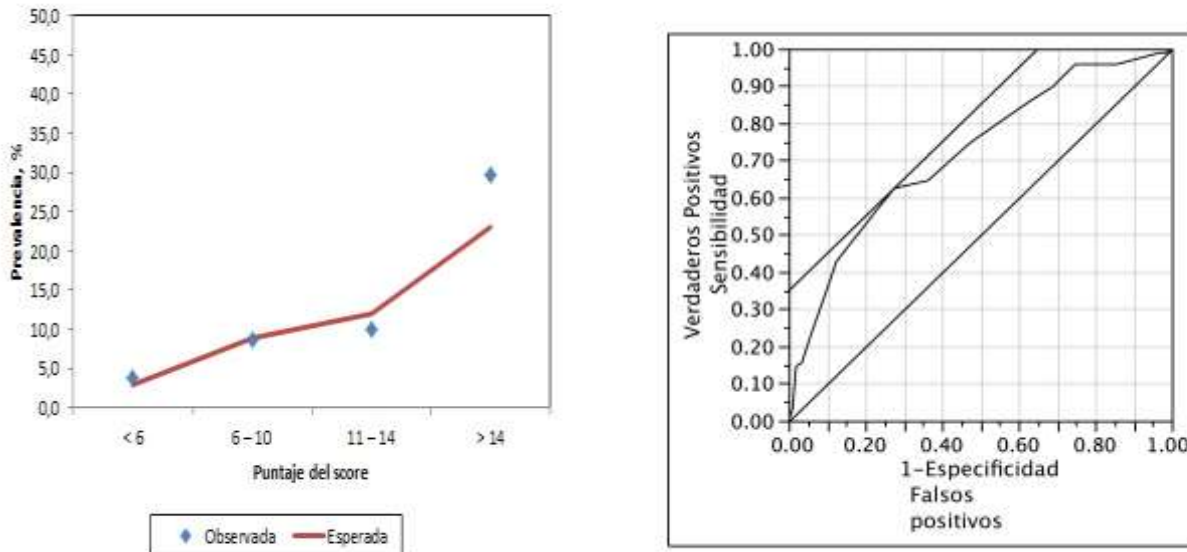 50,0
45,0
40,0
35,0
30,0
25,0
20,0
15,0
10,0
5,0
0,0
Prevalencia, %
< 6
6 – 10
11 – 14
> 14
Puntaje del score
Observada
Esperada
1.00
0.90
0.80
0.70
0.60
0.50
0.40
0.30
0.20
0.10
0.00
Verdaderos Positivos
Sensibilidad
0.00
0.20
0.40
0.60
0.80
1.00
1-Especificidad
Falsos
positivos